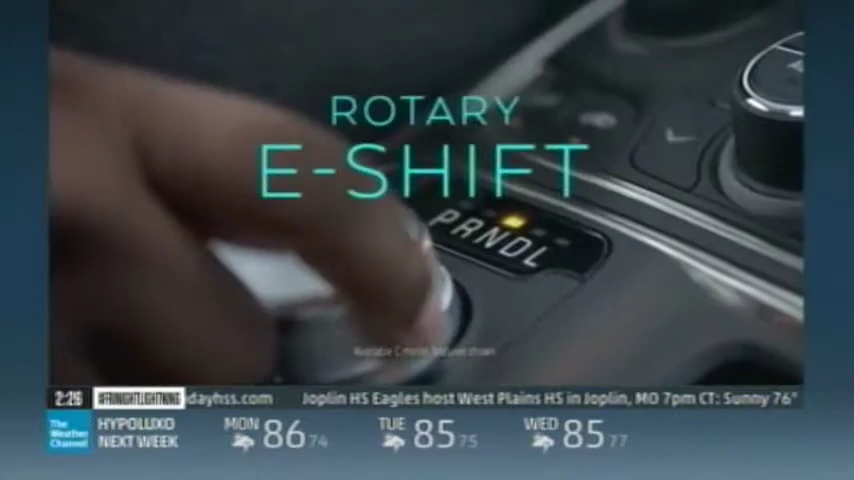 ROTARY
E-SHIFT
PRNDL
2:26 #FRINIGHTLIGHTNING dayhss.com Joplin HS Eagles host West Plains HS in Joplin, MO 7pm CT: Sunny 76°
The Weather Channel
HYPOLUXO
NEXT WEEK
MON 86 74
TUE 85 75
WED 85 77